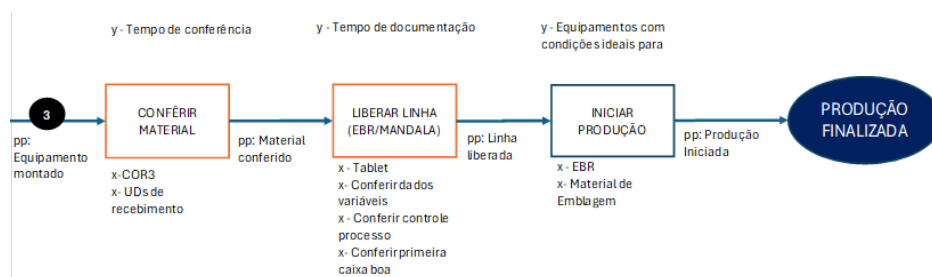 y - Tempo de conferência
y - Tempo de documentação
y - Equipamentos com
condições ideais para
3
CONFÊRIR
MATERIAL
LIBERAR LINHA
(EBR/MANDALA)
INICIAR
PRODUÇÃO
PRODUÇÃO
FINALIZADA
pp:
Equipamento
montado
pp: Material
conferido
pp: Linha
liberada
pp: Produção
Iniciada
x-COR3
x- UDs de
recebimento
x - Tablet
x- Conferir dados
variáveis
x- Conferir controle
processo
x- Conferir primeira
caixa boa
x - EBR
x- Material de
Emblagem